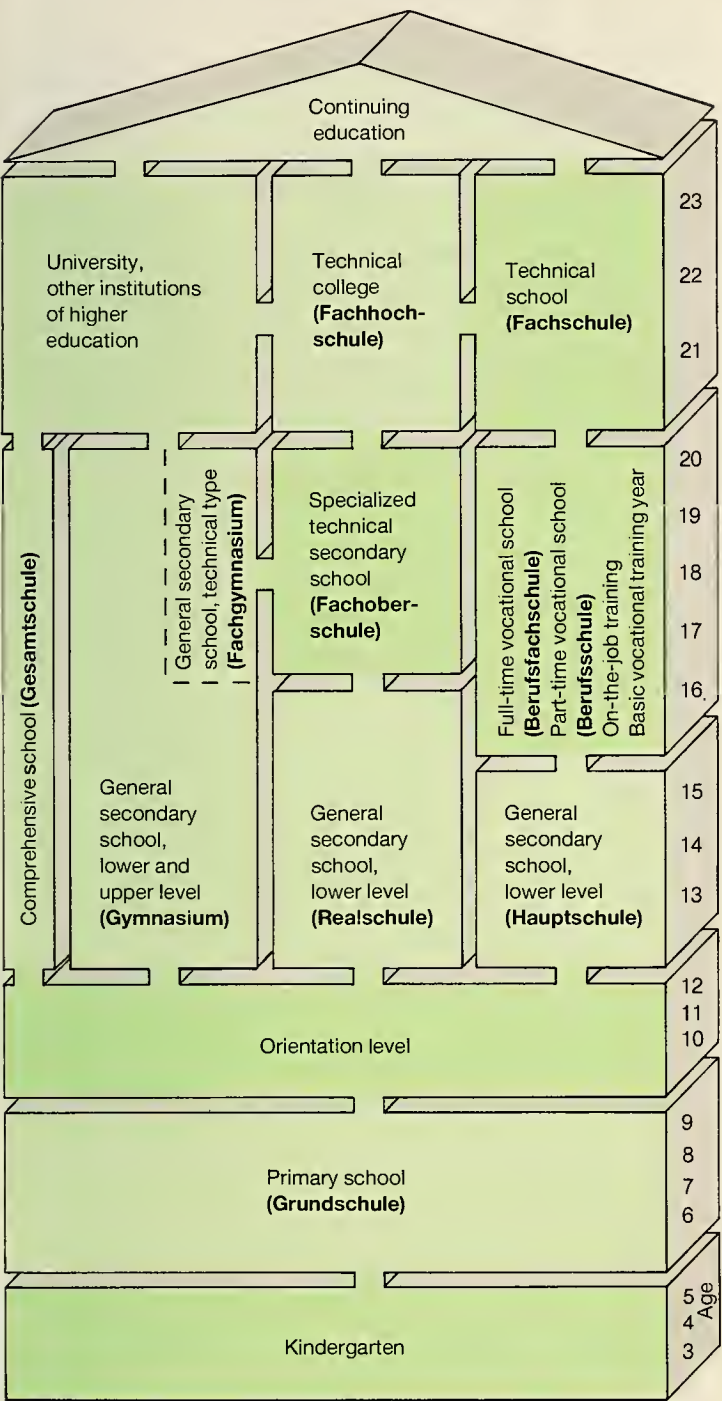 Continuing
education
University,
other institutions
of higher
education
Technical
college
(Fachhoch-
schule)
Technical
school
(Fachschule)
23
22
21
Comprehensive school (Gesamtschule)
General secondary
school, technical type
(Fachgymnasium)
Specialized
technical
secondary
school
(Fachober-
schule)
Full-time vocational school
(Berufsfachschule)
Part-time vocational school
(Berufsschule)
On-the-job training
Basic vocational training year
20
19
18
17
16
General
secondary
school,
lower and
upper level
(Gymnasium)
General
secondary
school,
lower level
(Realschule)
General
secondary
school,
lower level
(Hauptschule)
15
14
13
Orientation level
12
11
10
Primary school
(Grundschule)
9
8
7
6
Kindergarten
5
4
3
Age